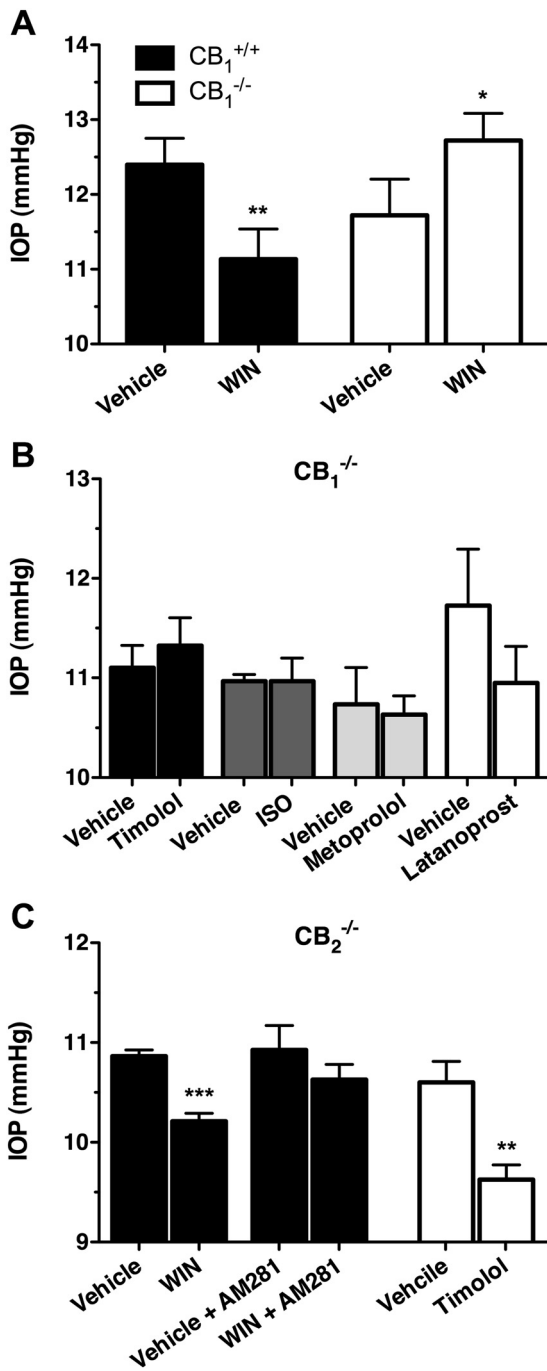 A
CB1+/+
CB1-/-
IOP (mmHg)
14
13
12
11
10
**
*
Vehicle
WIN
Vehicle
WIN
B
CB1-/-
IOP (mmHg)
13
12
11
10
Vehicle
Timolol
Vehicle
ISO
Vehicle
Metoprolol
Vehicle
Latanoprost
C
CB2-/-
IOP (mmHg)
12
11
10
9
***
**
Vehicle
WIN
Vehicle + AM281
WIN + AM281
Vehcile
Timolol